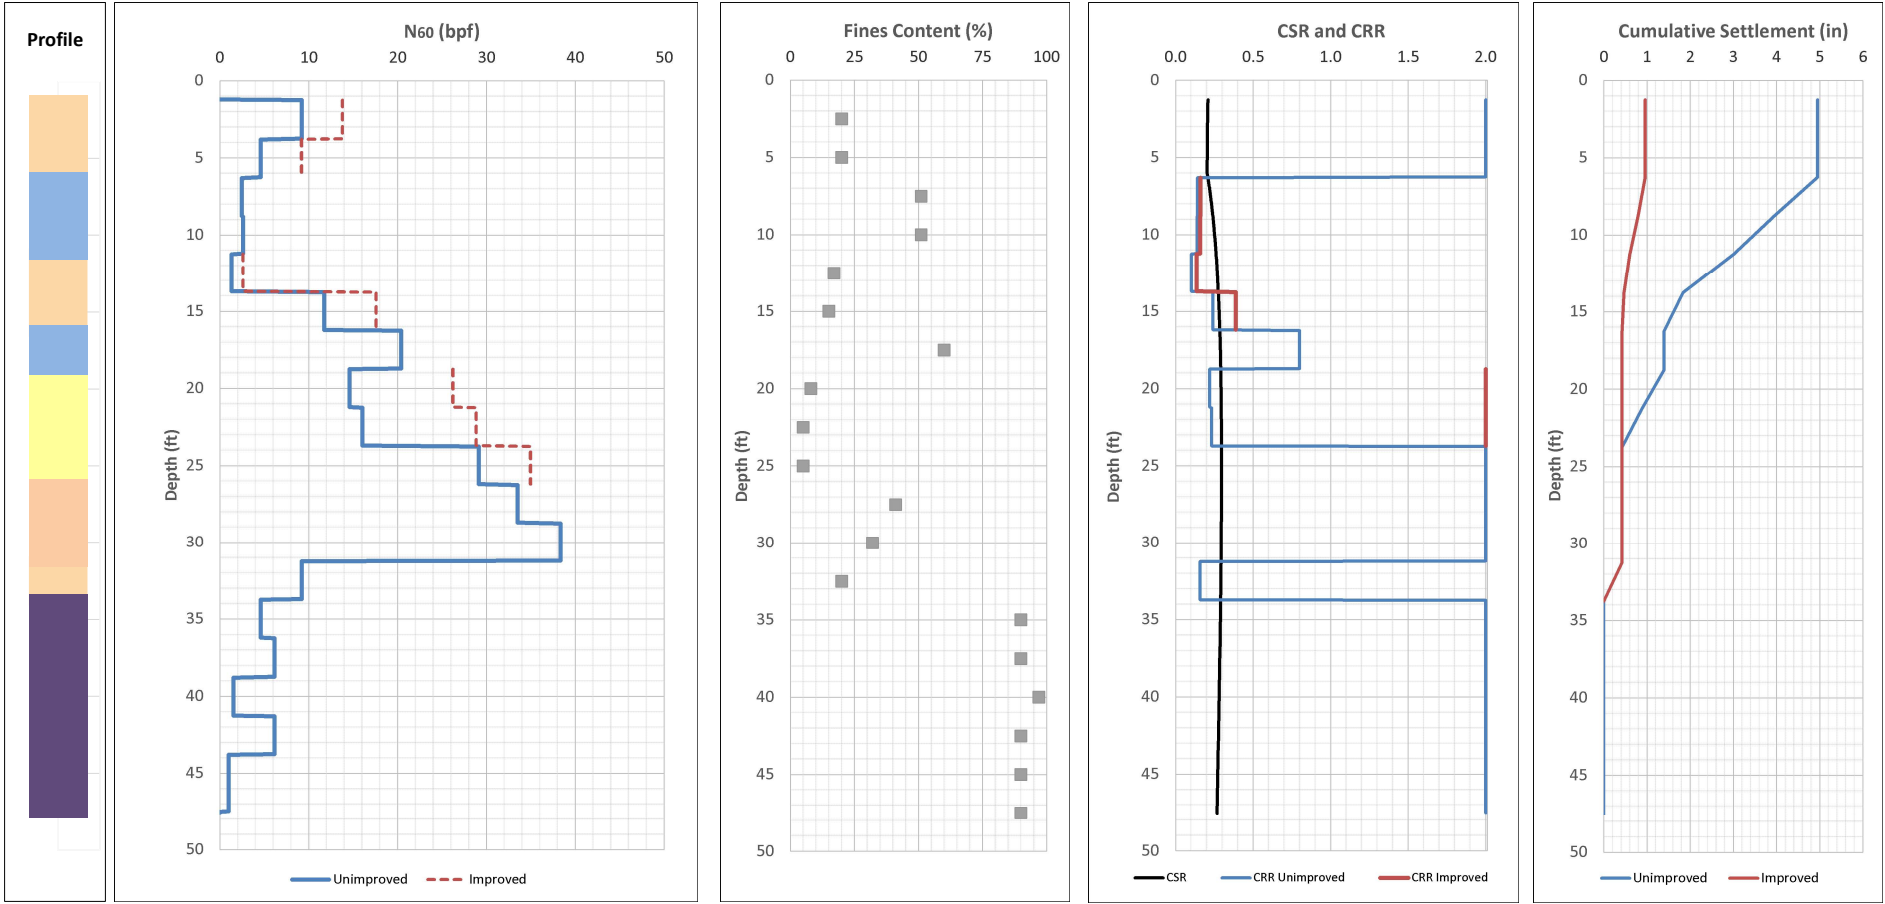 Profile
N60 (bpf)
0 10 20 30 40 50
0
5
10
15
20
25
30
35
40
45
50
Depth (ft)
Unimproved Improved
Fines Content (%)
0 25 50 75 100
0
5
10
15
20
25
30
35
40
45
50
Depth (ft)
CSR and CRR
0.0 0.5 1.0 1.5 2.0
0
5
10
15
20
25
30
35
40
45
50
Depth (ft)
CSR CRR Unimproved CRR Improved
Cumulative Settlement (in)
0 1 2 3 4 5 6
0
5
10
15
20
25
30
35
40
45
50
Depth (ft)
Unimproved Improved